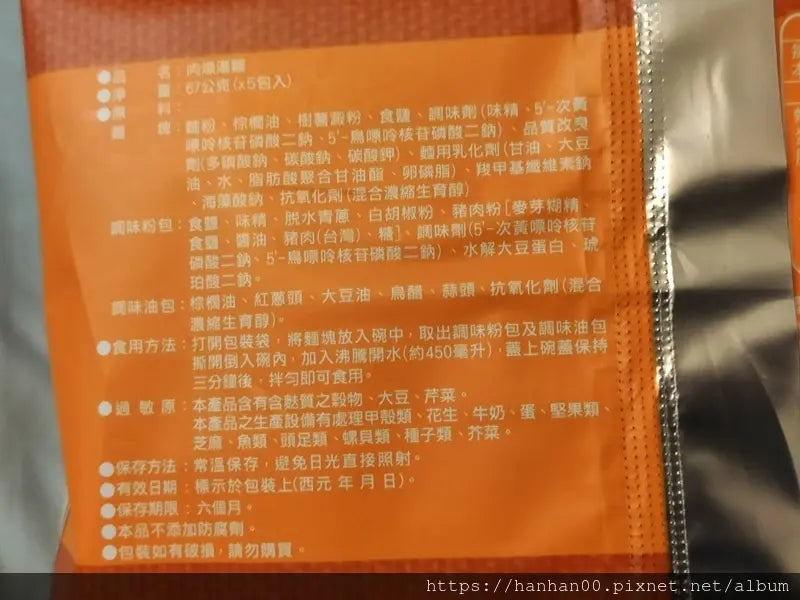 ●品 名：肉燥湯麵
●淨 重：67公克(x5包入)
●原 料：
麵 塊：麵粉、棕櫚油、樹薯澱粉、食鹽、調味劑(味精、5'-次黃
嘌呤核苷磷酸二鈉、5'-鳥嘌呤核苷磷酸二鈉)、品質改良
劑(多磷酸鈉、碳酸鈉、碳酸鉀)、麵用乳化劑(甘油、大豆
油、水、脂肪酸聚合甘油酯、卵磷脂)、羧甲基纖維素鈉
、海藻酸鈉、抗氧化劑(混合濃縮生育醇)
調味粉包：食鹽、味精、脫水青蔥、白胡椒粉、豬肉粉[麥芽糊精、
食鹽、醬油、豬肉(台灣)、糖]、調味劑(5'-次黃嘌呤核苷
磷酸二鈉、5'-鳥嘌呤核苷磷酸二鈉)、水解大豆蛋白、琥
珀酸二鈉。
調味油包：棕櫚油、紅蔥頭、大豆油、烏醋、蒜頭、抗氧化劑(混合
濃縮生育醇)。
●食用方法：打開包裝袋，將麵塊放入碗中，取出調味粉包及調味油包
撕開倒入碗內，加入沸騰開水(約450毫升)，蓋上碗蓋保持
三分鐘後，拌勻即可食用。
●過 敏 原：本產品含有含麩質之穀物、大豆、芹菜。
本產品之生產設備有處理甲殼類、花生、牛奶、蛋、堅果類、
芝麻、魚類、頭足類、螺貝類、種子類、芥菜。
●保存方法：常溫保存，避免日光直接照射。
●有效日期：標示於包裝上(西元 年 月 日)。
●保存期限：六個月。
●本品不添加防腐劑。
●包裝如有破損，請勿購買。
https://hanhan00.pixnet.net/album